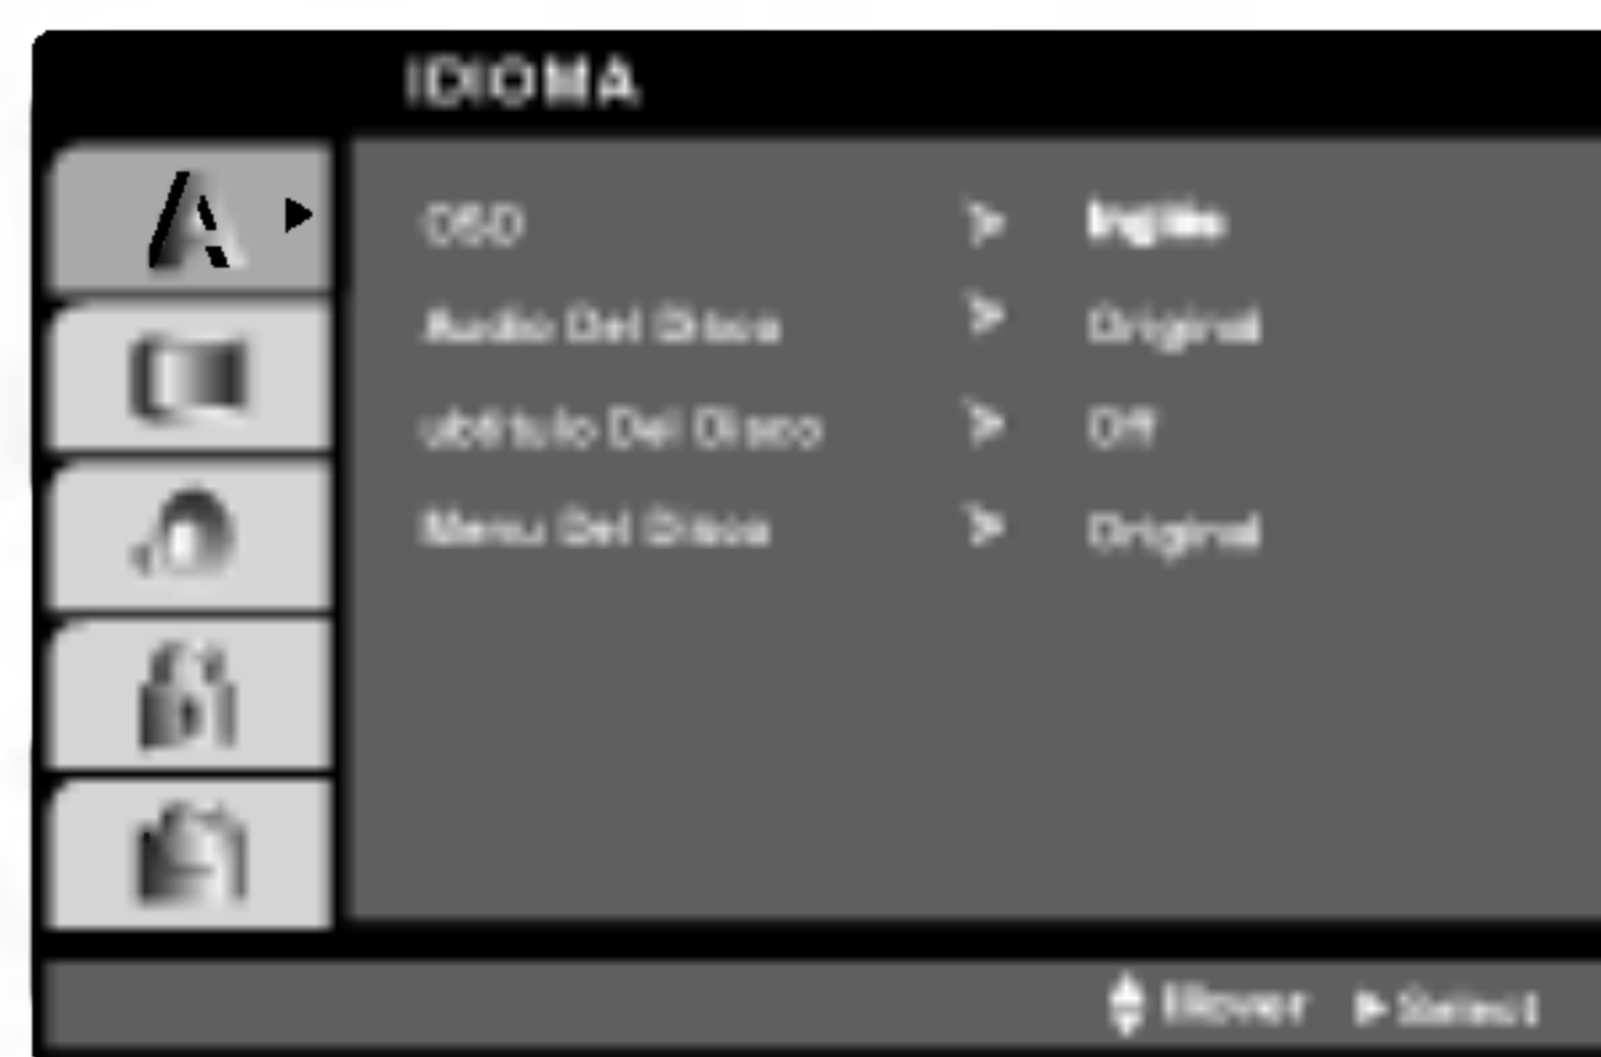 IDIOMA
OSD > Inglés
Audio Del Disco > Original
ubtítulo Del Disco > Off
Menu Del Disco > Original
Mover Select